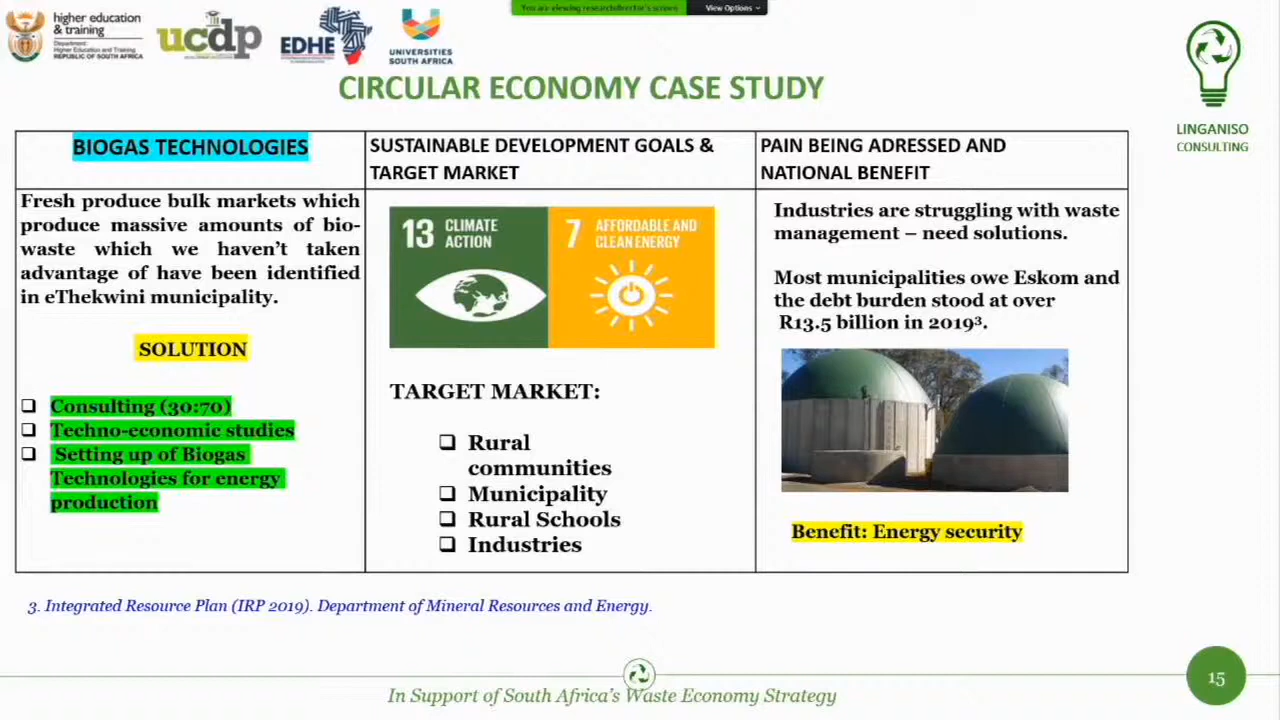 You are viewing researchdirector's screen
View Options
higher education
& training
Department:
Higher Education and Training
REPUBLIC OF SOUTH AFRICA
ucdp
EDHE
UNIVERSITIES
SOUTH AFRICA
CIRCULAR ECONOMY CASE STUDY
LINGANISO
CONSULTING
BIOGAS TECHNOLOGIES
Fresh produce bulk markets which
produce massive amounts of bio-
waste which we haven't taken
advantage of have been identified
in eThekwini municipality.
SOLUTION
❑ Consulting (30:70)
❑ Techno-economic studies
❑ Setting up of Biogas
Technologies for energy
production
SUSTAINABLE DEVELOPMENT GOALS &
TARGET MARKET
13 CLIMATE
ACTION
7 AFFORDABLE AND
CLEAN ENERGY
TARGET MARKET:
❑ Rural
communities
❑ Municipality
❑ Rural Schools
❑ Industries
PAIN BEING ADRESSED AND
NATIONAL BENEFIT
Industries are struggling with waste
management – need solutions.
Most municipalities owe Eskom and
the debt burden stood at over
R13.5 billion in 2019³.
Benefit: Energy security
3. Integrated Resource Plan (IRP 2019). Department of Mineral Resources and Energy.
In Support of South Africa's Waste Economy Strategy
15